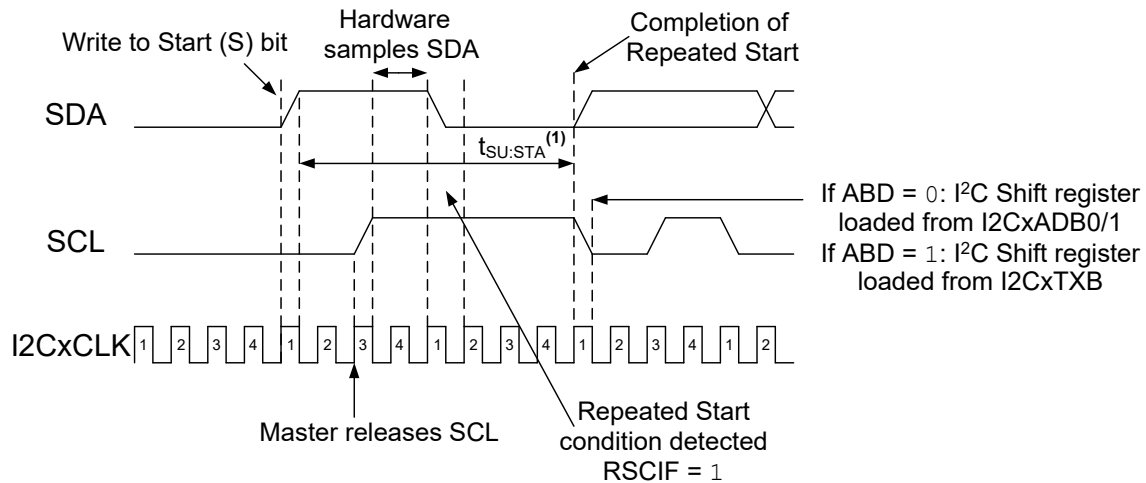 Write to Start (S) bit
Hardware
samples SDA
Completion of
Repeated Start
SDA
tSU:STA(1)
If ABD = 0: I2C Shift register
loaded from I2CxADB0/1
If ABD = 1: I2C Shift register
loaded from I2CxTXB
SCL
I2CxCLK 1 2 3 4 1 2 3 4 1 2 3 4 1 2 3 4 1 2
Master releases SCL
Repeated Start
condition detected
RSCIF = 1